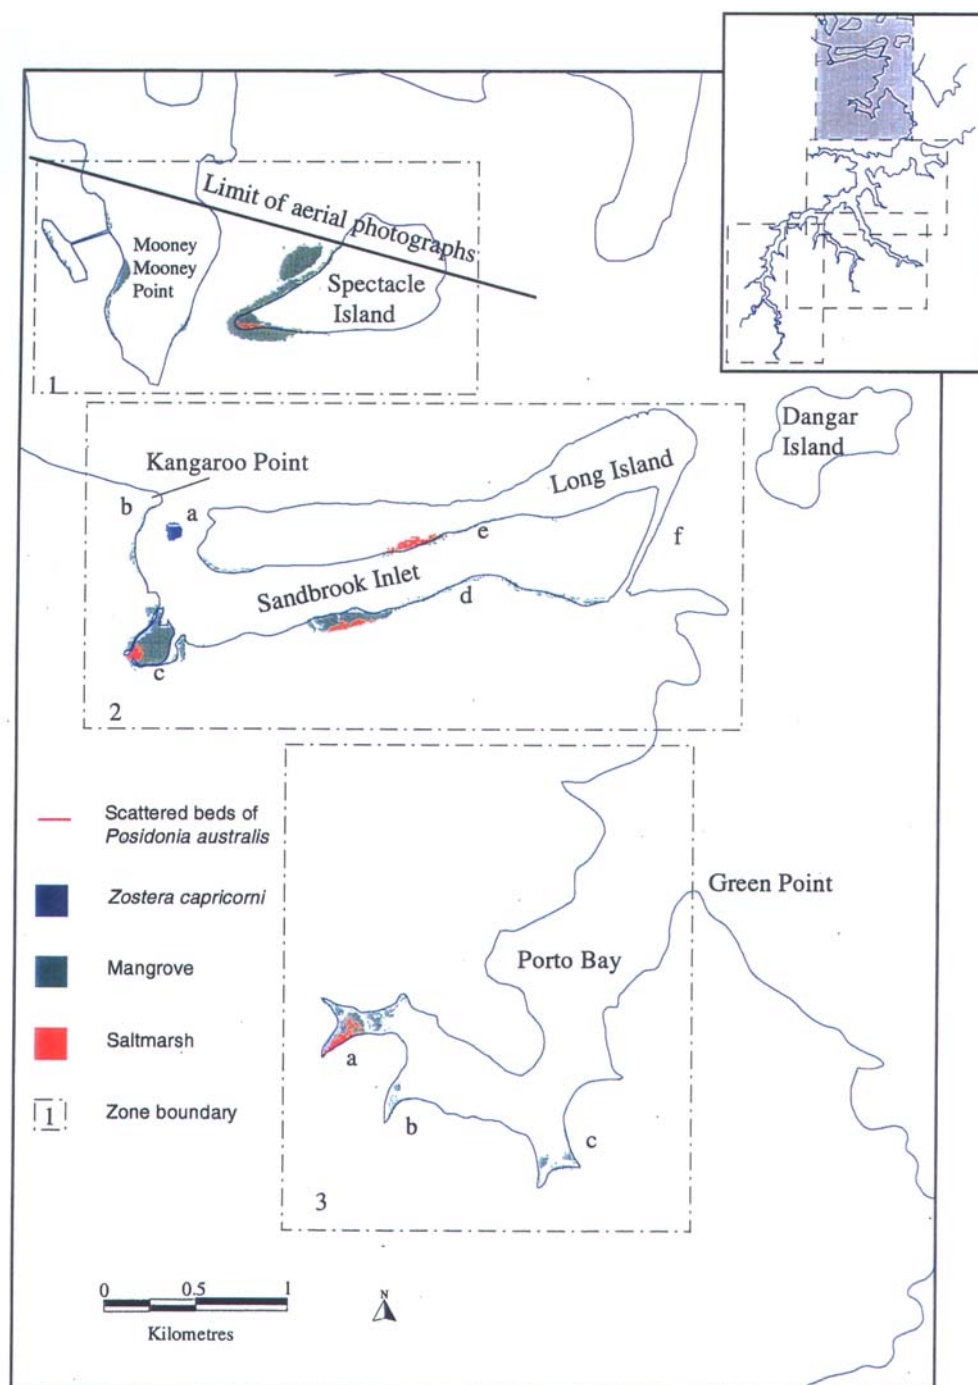 Limit of aerial photographs
Mooney
Mooney
Point
Spectacle
Island
1
Dangar
Island
Kangaroo Point
b
a
Long Island
e
f
Sandbrook Inlet
d
c
2
Scattered beds of
Posidonia australis
Zostera capricorni
Mangrove
Saltmarsh
1
Zone boundary
Green Point
Porto Bay
a
b
c
3
0
0.5
1
Kilometres
N